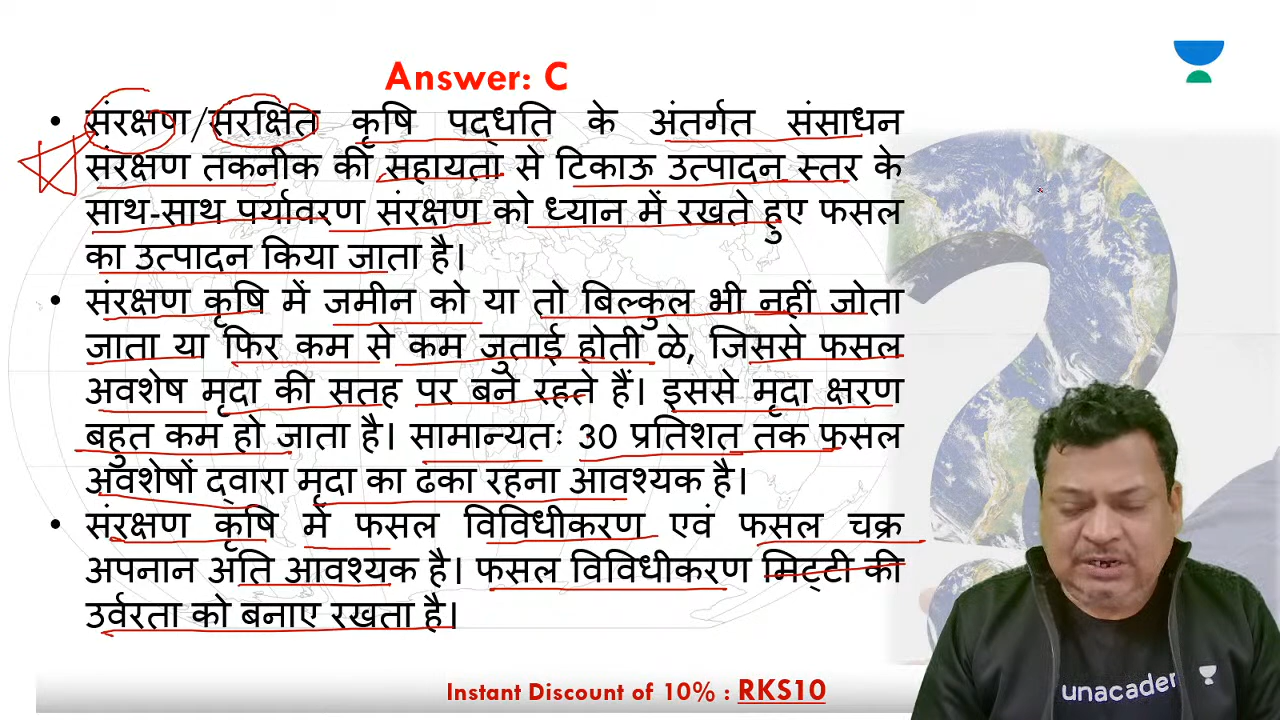 Answer: C
• संरक्षण/संरक्षित कृषि पद्धति के अंतर्गत संसाधन
संरक्षण तकनीक की सहायता से टिकाऊ उत्पादन स्तर के
साथ-साथ पर्यावरण संरक्षण को ध्यान में रखते हुए फसल
का उत्पादन किया जाता है।
• संरक्षण कृषि में जमीन को या तो बिल्कुल भी नहीं जोता
जाता या फिर कम से कम जुताई होती ळे, जिससे फसल
अवशेष मृदा की सतह पर बने रहते हैं। इससे मृदा क्षरण
बहुत कम हो जाता है। सामान्यतः 30 प्रतिशत तक फसल
अवशेषों द्वारा मृदा का ढका रहना आवश्यक है।
• संरक्षण कृषि में फसल विविधीकरण एवं फसल चक्र
अपनान अति आवश्यक है। फसल विविधीकरण मिट्टी की
उर्वरता को बनाए रखता है।
Instant Discount of 10% : RKS10